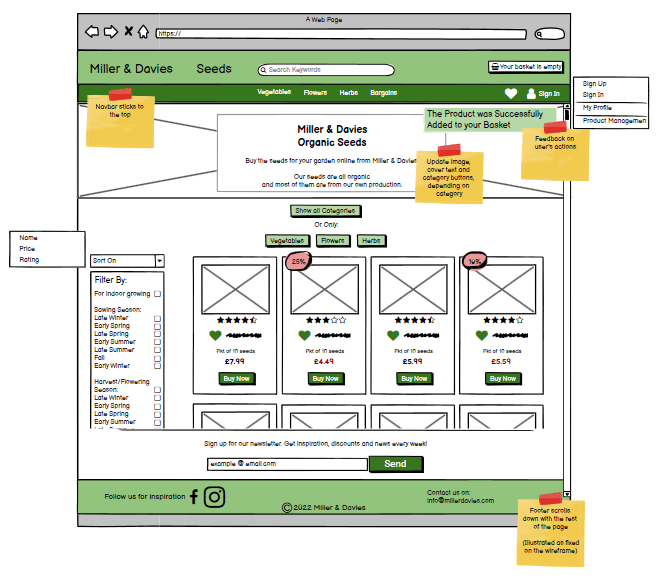 A Web Page
https://
Miller & Davies
Seeds
Search Keywords
Your basket is empty
Vegetables
Flowers
Herbs
Bargains
Sign In
Sign Up
Sign In
My Profile
Product Managemen
Navbar sticks to
the top
The Product was Successfully
Added to your Basket
Feedback on
user's actions
Miller & Davies
Organic Seeds
Buy the seeds for your garden online from Miller & Davies
Our seeds are all organic
and most of them are from our own production.
Update image,
cover text and
category buttons,
depending on
category
Show all Categories
Or Only:
Vegetables
Flowers
Herbs
Name
Price
Rating
Sort On
Filter By:
For indoor growing
Sawing Season:
Late Winter
Early Spring
Late Spring
Early Summer
Late Summer
Fall
Early Winter
Harvest/Flowering
Season:
Late Winter
Early Spring
Late Spring
Early Summer
25%
10%
Pkt of 10 seeds
£7.99
Buy Now
Pkt of 10 seeds
£4.49
Buy Now
Pkt of 10 seeds
£5.99
Buy Now
Pkt of 10 seeds
£5.59
Buy Now
Sign up for our newsletter. Get inspiration, discounts and news every week!
example @ email.com
Send
Follow us for inspiration
©2022 Miller & Davies
Contact us on:
info@millerdavies.com
Footer scrolls
down with the rest
of the page
(Illustrated as fixed
on the wireframe)